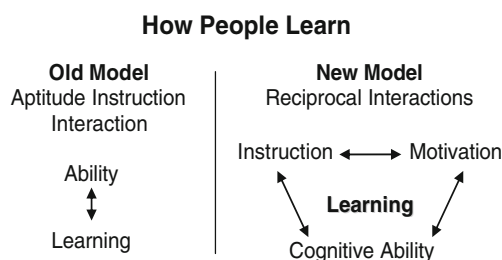 How People Learn
Old Model
Aptitude Instruction
Interaction
Ability
Learning
New Model
Reciprocal Interactions
Instruction
Motivation
Learning
Cognitive Ability